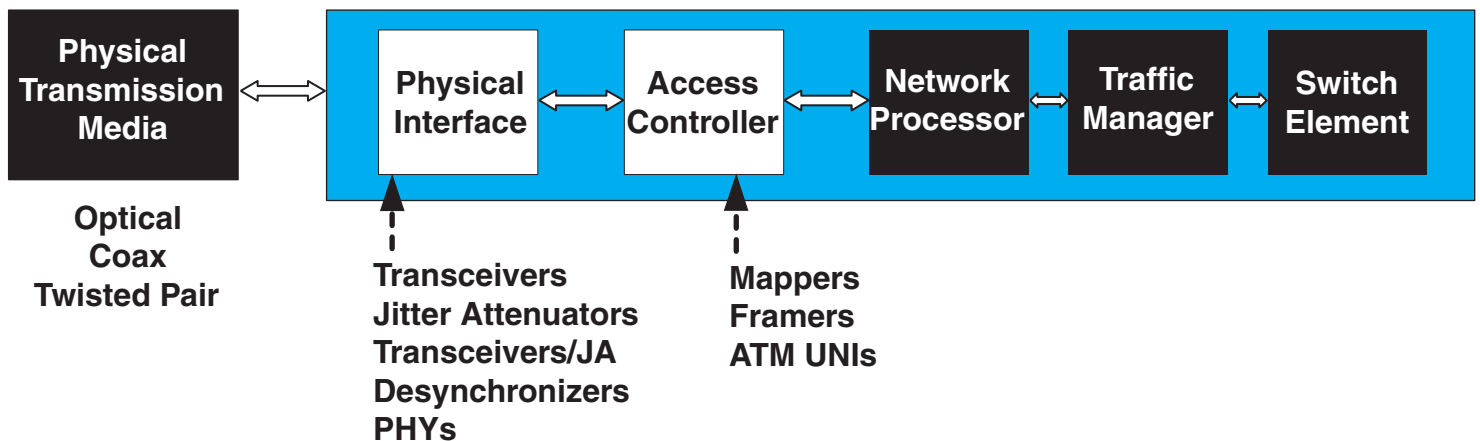 Physical
Transmission
Media
Physical
Interface
Access
Controller
Network
Processor
Traffic
Manager
Switch
Element
Optical
Coax
Twisted Pair
Transceivers
Jitter Attenuators
Transceivers/JA
Desynchronizers
PHYs
Mappers
Framers
ATM UNIs